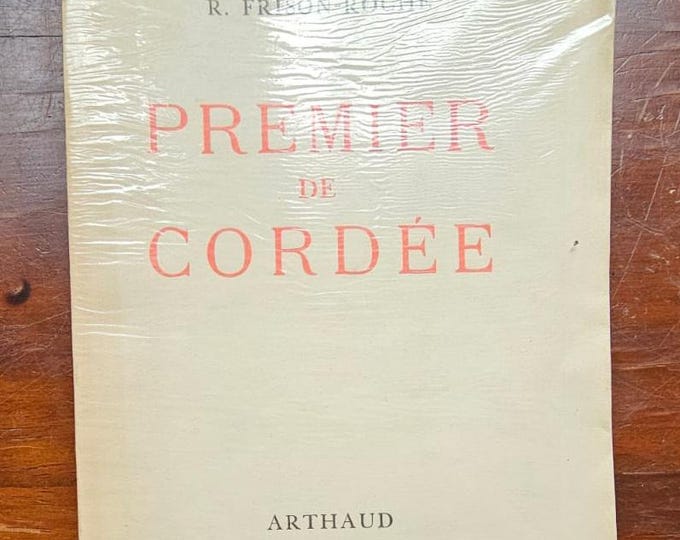 R. FRISON-ROCHE
PREMIER
DE
CORDÉE
ARTHAUD